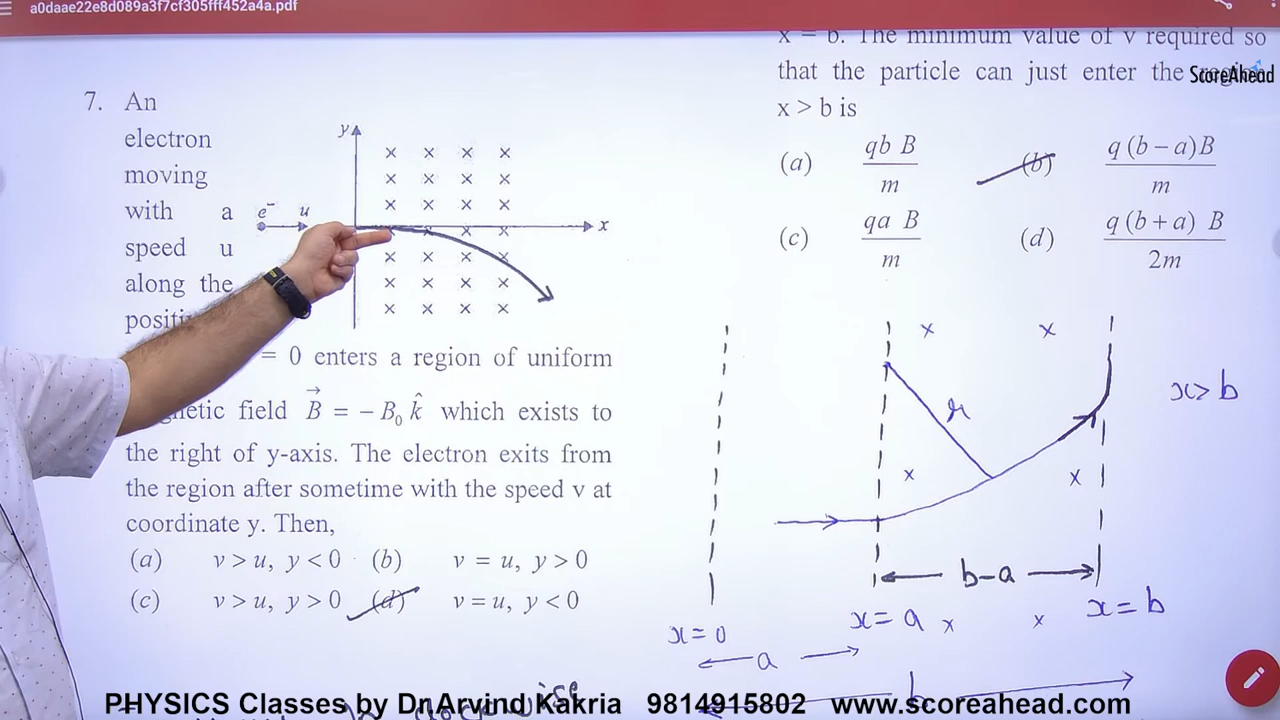 a0daae22e8d089a3f7cf305fff452a4a.pdf
ScoreAhead
7. An
electron
moving
with a
speed u
along the
= 0 enters a region of uniform
field B⃗ = − B₀ k̂ which exists to
the right of y-axis. The electron exits from
the region after sometime with the speed v at
coordinate y. Then,
(a) v > u, y < 0 (b) v = u, y > 0
(c) v > u, y > 0 (d) v = u, y < 0
y
e⁻ u
x
× × × ×
× × × ×
× × × ×
× × × ×
× × × ×
× × × ×
× × × ×
x = b. The minimum value of v required so
that the particle can just enter the
x > b is
(a) qb B / m (b) q (b − a)B / m
(c) qa B / m (d) q (b + a) B / 2m
× ×
x > b
r
× ×
b-a
x=0 x=a × × x=b
a
b
clockwise
PHYSICS Classes by Dr.Arvind Kakria 9814915802 www.scoreahead.com